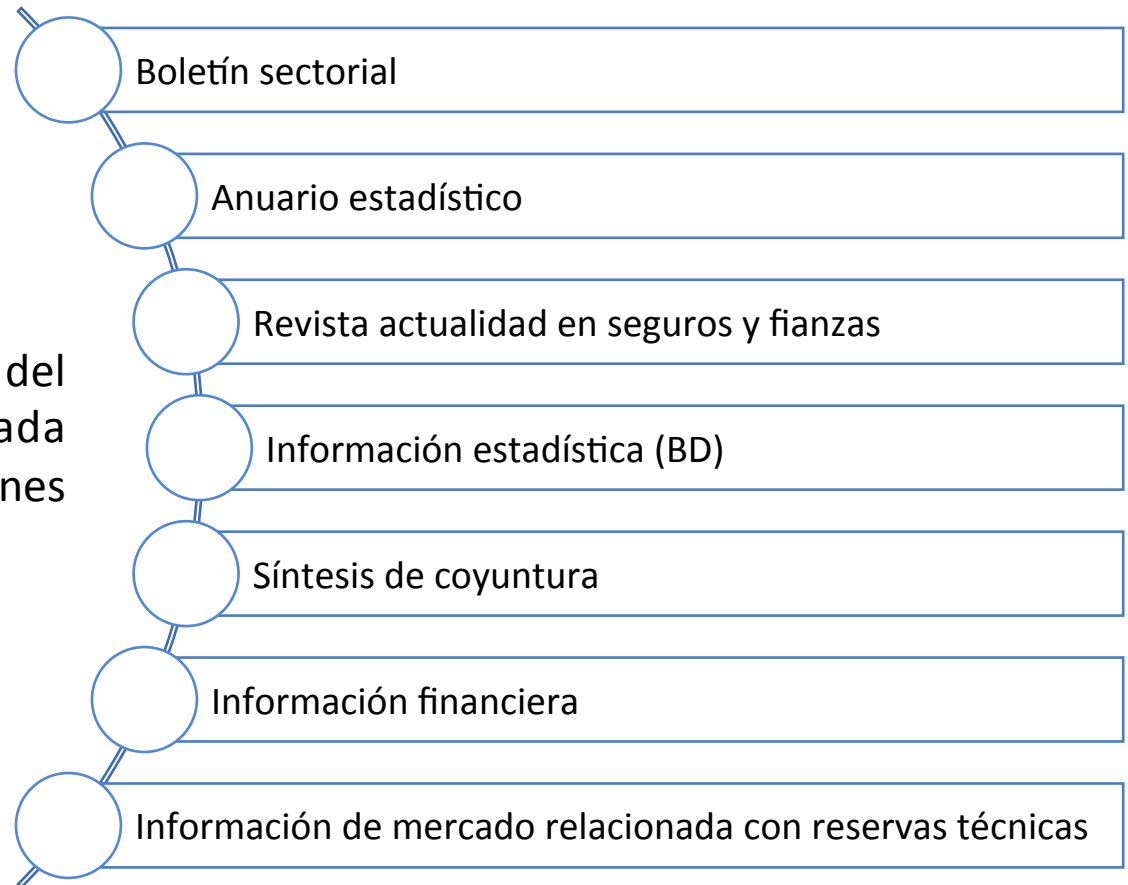 Boletín sectorial
Anuario estadístico
Revista actualidad en seguros y fianzas
del
ada
nes
Información estadística (BD)
Síntesis de coyuntura
Información financiera
Información de mercado relacionada con reservas técnicas